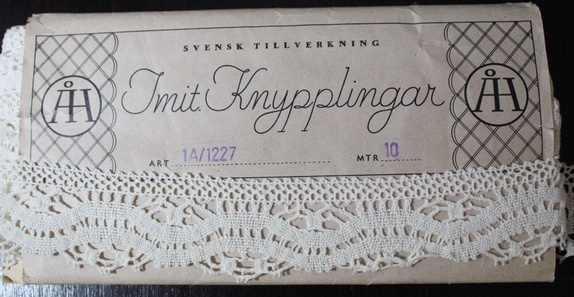 SVENSK TILLVERKNING
ÅH Imit. Knypplingar ÅH
ART. 1A/1227 MTR. 10